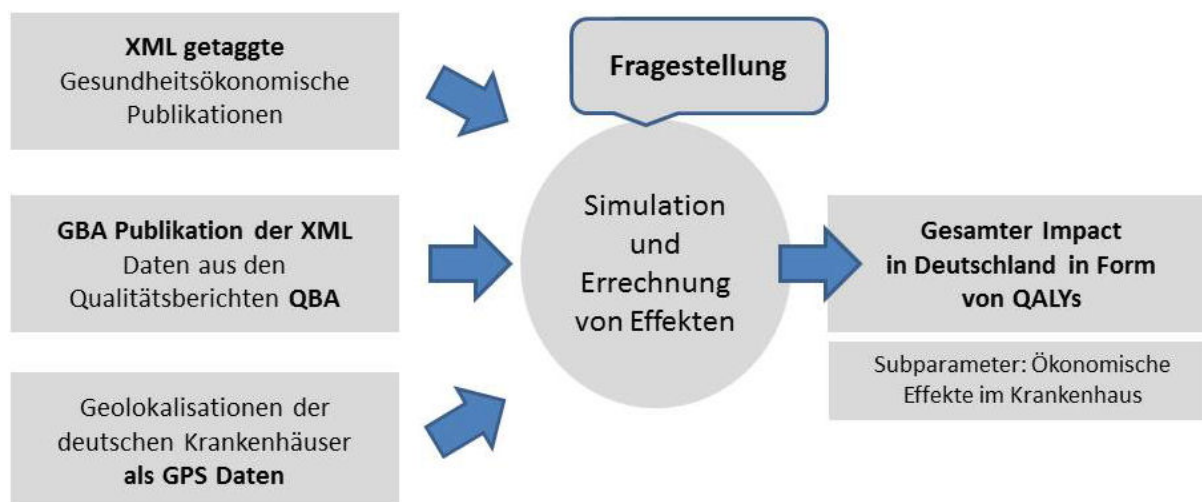 XML getaggte
Gesundheitsökonomische
Publikationen
GBA Publikation der XML
Daten aus den
Qualitätsberichten QBA
Geolokalisationen der
deutschen Krankenhäuser
als GPS Daten
Fragestellung
Simulation
und
Errechnung
von Effekten
Gesamter Impact
in Deutschland in Form
von QALYs
Subparameter: Ökonomische
Effekte im Krankenhaus